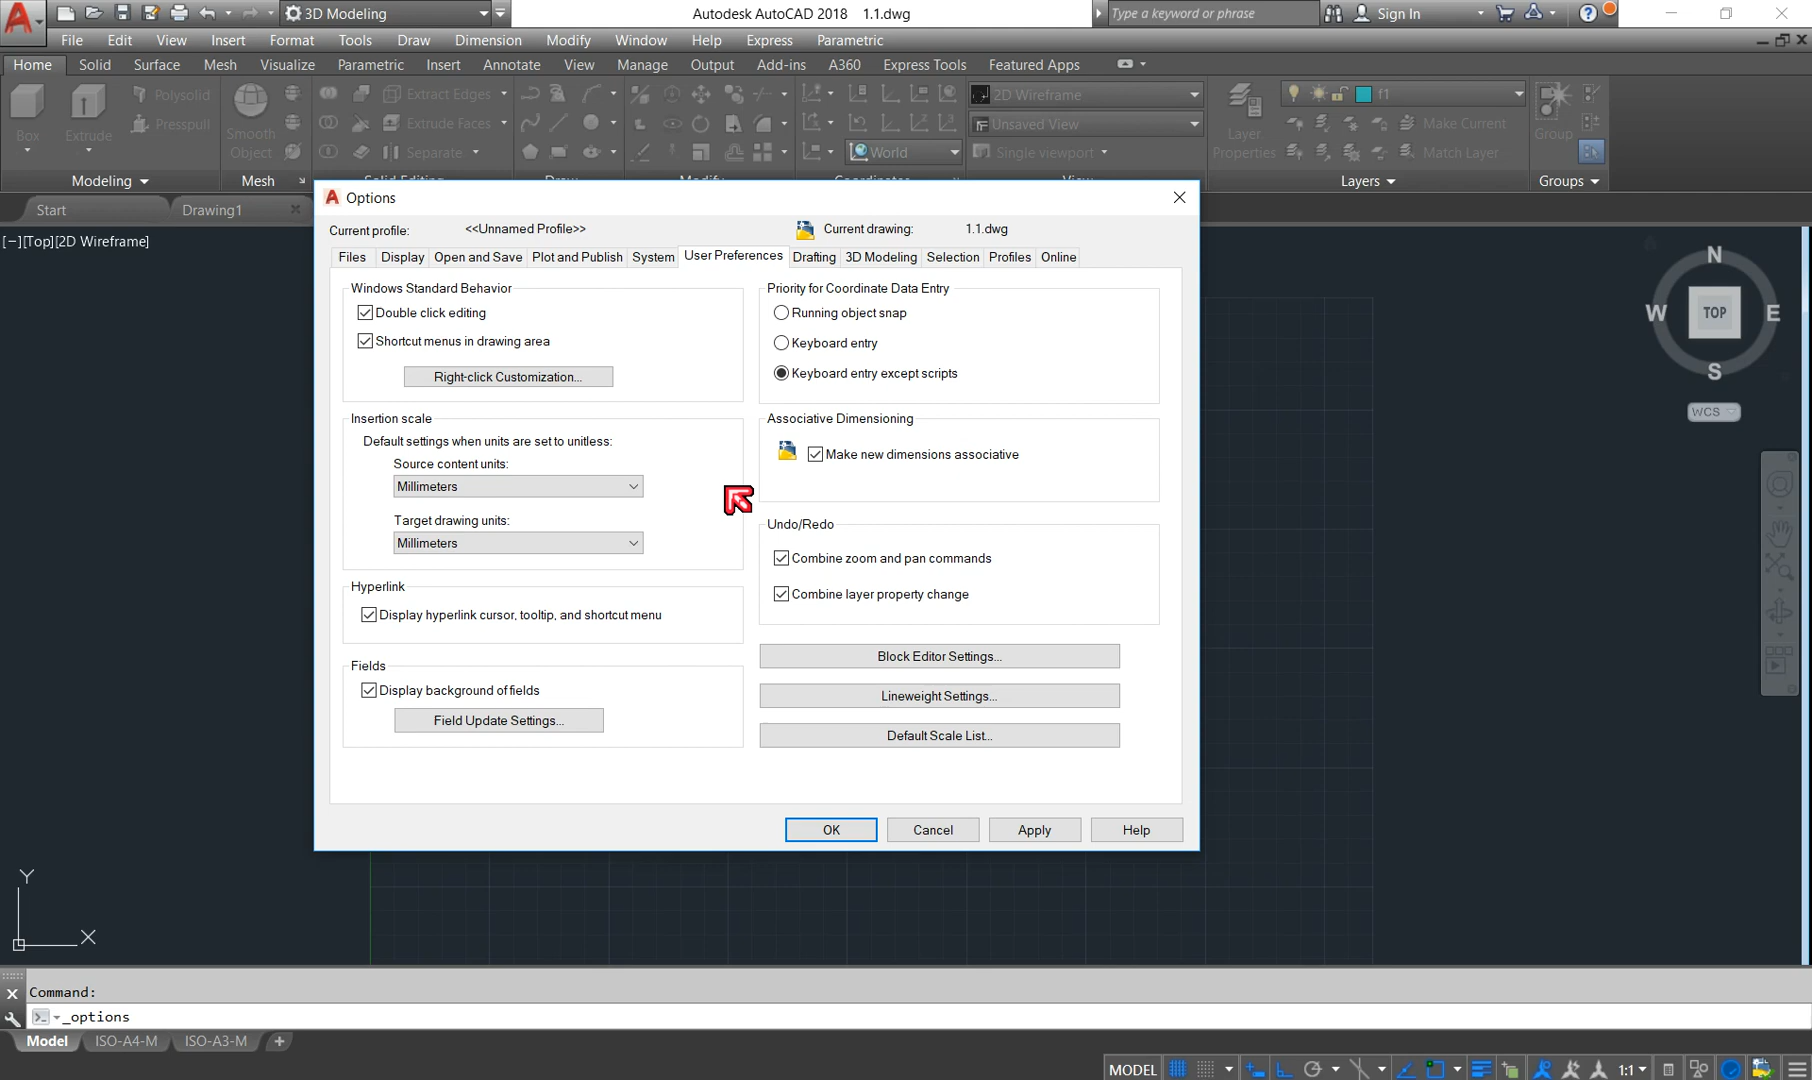 3D Modeling
Autodesk AutoCAD 2018 1.1.dwg
Type a keyword or phrase
Sign In
File Edit View Insert Format Tools Draw Dimension Modify Window Help Express Parametric
Home Solid Surface Mesh Visualize Parametric Insert Annotate View Manage Output Add-ins A360 Express Tools Featured Apps
Polysolid
Extract Edges
2D Wireframe
f1
Presspull
Extrude Faces
Unsaved View
Make Current
Box Extrude Smooth Object
Separate
World
Single viewport
Layer Properties
Match Layer
Group
Modeling Mesh Solid Editing Draw Modify Coordinates View Layers Groups
Start Drawing1
[−][Top][2D Wireframe]
Options
Current profile: <<Unnamed Profile>> Current drawing: 1.1.dwg
Files Display Open and Save Plot and Publish System User Preferences Drafting 3D Modeling Selection Profiles Online
Windows Standard Behavior
Double click editing
Shortcut menus in drawing area
Right-click Customization...
Insertion scale
Default settings when units are set to unitless:
Source content units:
Millimeters
Target drawing units:
Millimeters
Hyperlink
Display hyperlink cursor, tooltip, and shortcut menu
Fields
Display background of fields
Field Update Settings...
Priority for Coordinate Data Entry
Running object snap
Keyboard entry
Keyboard entry except scripts
Associative Dimensioning
Make new dimensions associative
Undo/Redo
Combine zoom and pan commands
Combine layer property change
Block Editor Settings...
Lineweight Settings...
Default Scale List...
OK Cancel Apply Help
N
W TOP E
S
WCS
Y
X
Command:
_options
Model ISO-A4-M ISO-A3-M +
MODEL 1:1